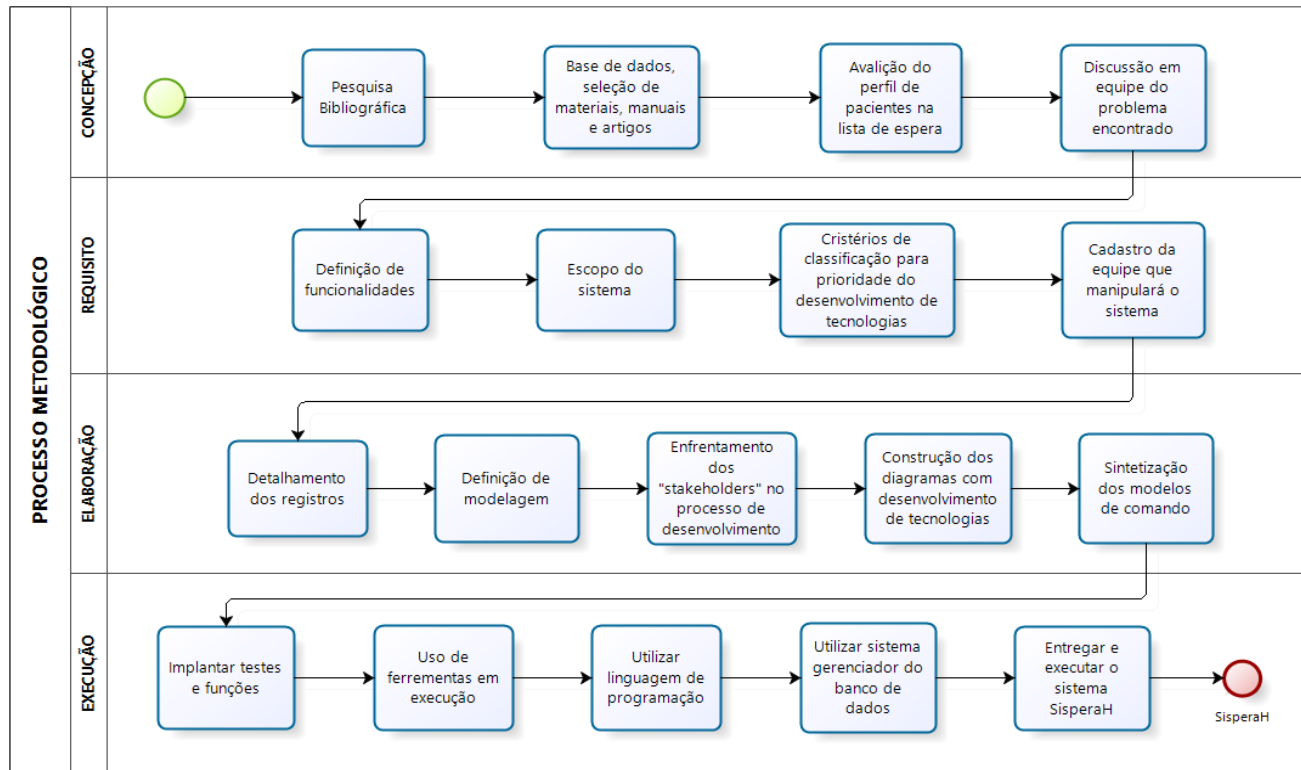 PROCESSO METODOLÓGICO
CONCEPÇÃO
Pesquisa
Bibliográfica
Base de dados,
seleção de
materiais, manuais
e artigos
Avalição do
perfil de
pacientes na
lista de espera
Discussão em
equipe do
problema
encontrado
REQUISITO
Definição de
funcionalidades
Escopo do
sistema
Cristérios de
classificação para
prioridade do
desenvolvimento de
tecnologias
Cadastro da
equipe que
manipulará o
sistema
ELABORAÇÃO
Detalhamento
dos registros
Definição de
modelagem
Enfrentamento
dos
"stakeholders" no
processo de
desenvolvimento
Construção dos
diagramas com
desenvolvimento
de tecnologias
Sintetização
dos modelos
de comando
EXECUÇÃO
Implantar testes
e funções
Uso de
ferrementas em
execução
Utilizar
linguagem de
programação
Utilizar sistema
gerenciador do
banco de
dados
Entregar e
executar o
sistema
SisperaH
SisperaH